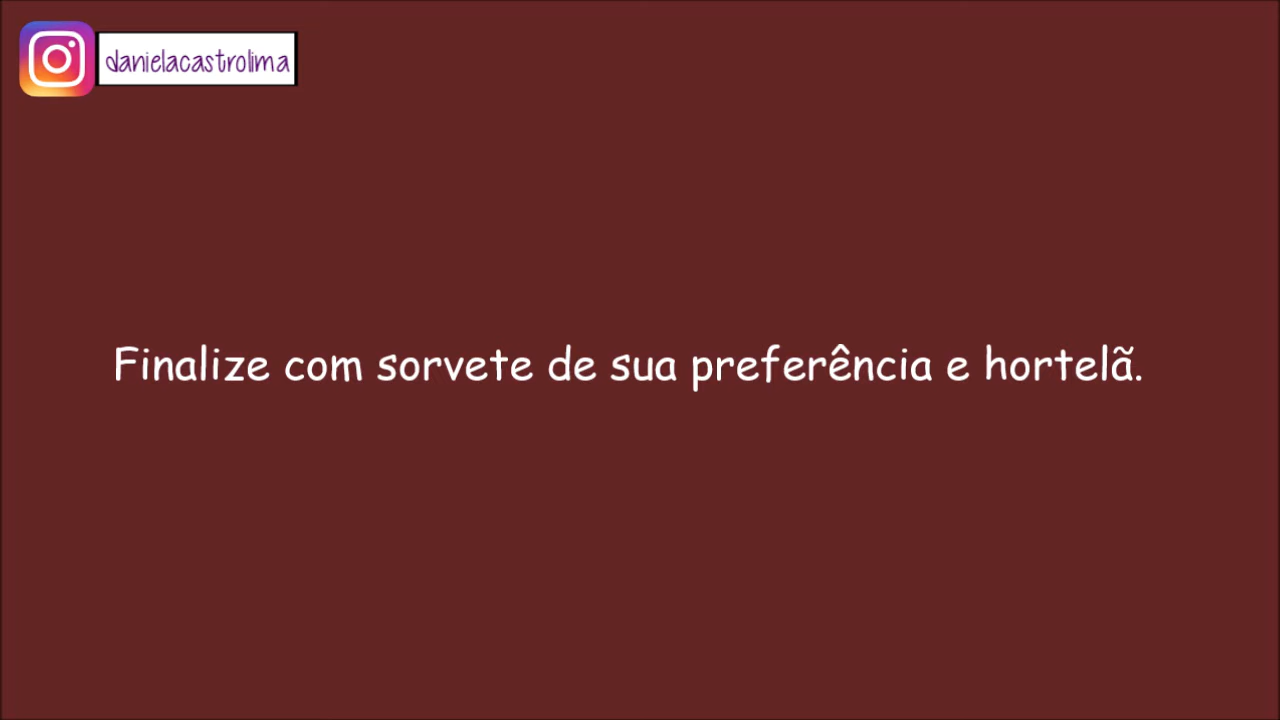 danielacastrolima
Finalize com sorvete de sua preferência e hortelã.